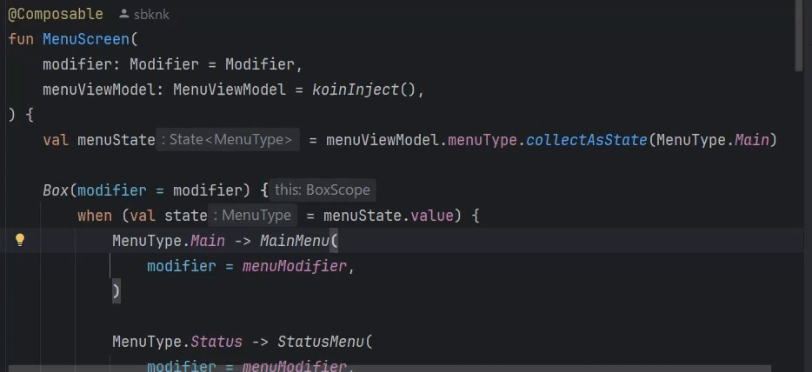 @Composable sbknk
fun MenuScreen(
    modifier: Modifier = Modifier,
    menuViewModel: MenuViewModel = koinInject(),
) {
    val menuState : State<MenuType> = menuViewModel.menuType.collectAsState(MenuType.Main)
    Box(modifier = modifier) { this: BoxScope
        when (val state : MenuType = menuState.value) {
            MenuType.Main -> MainMenu(
                modifier = menuModifier,
            )
            MenuType.Status -> StatusMenu(
                modifier = menuModifier,